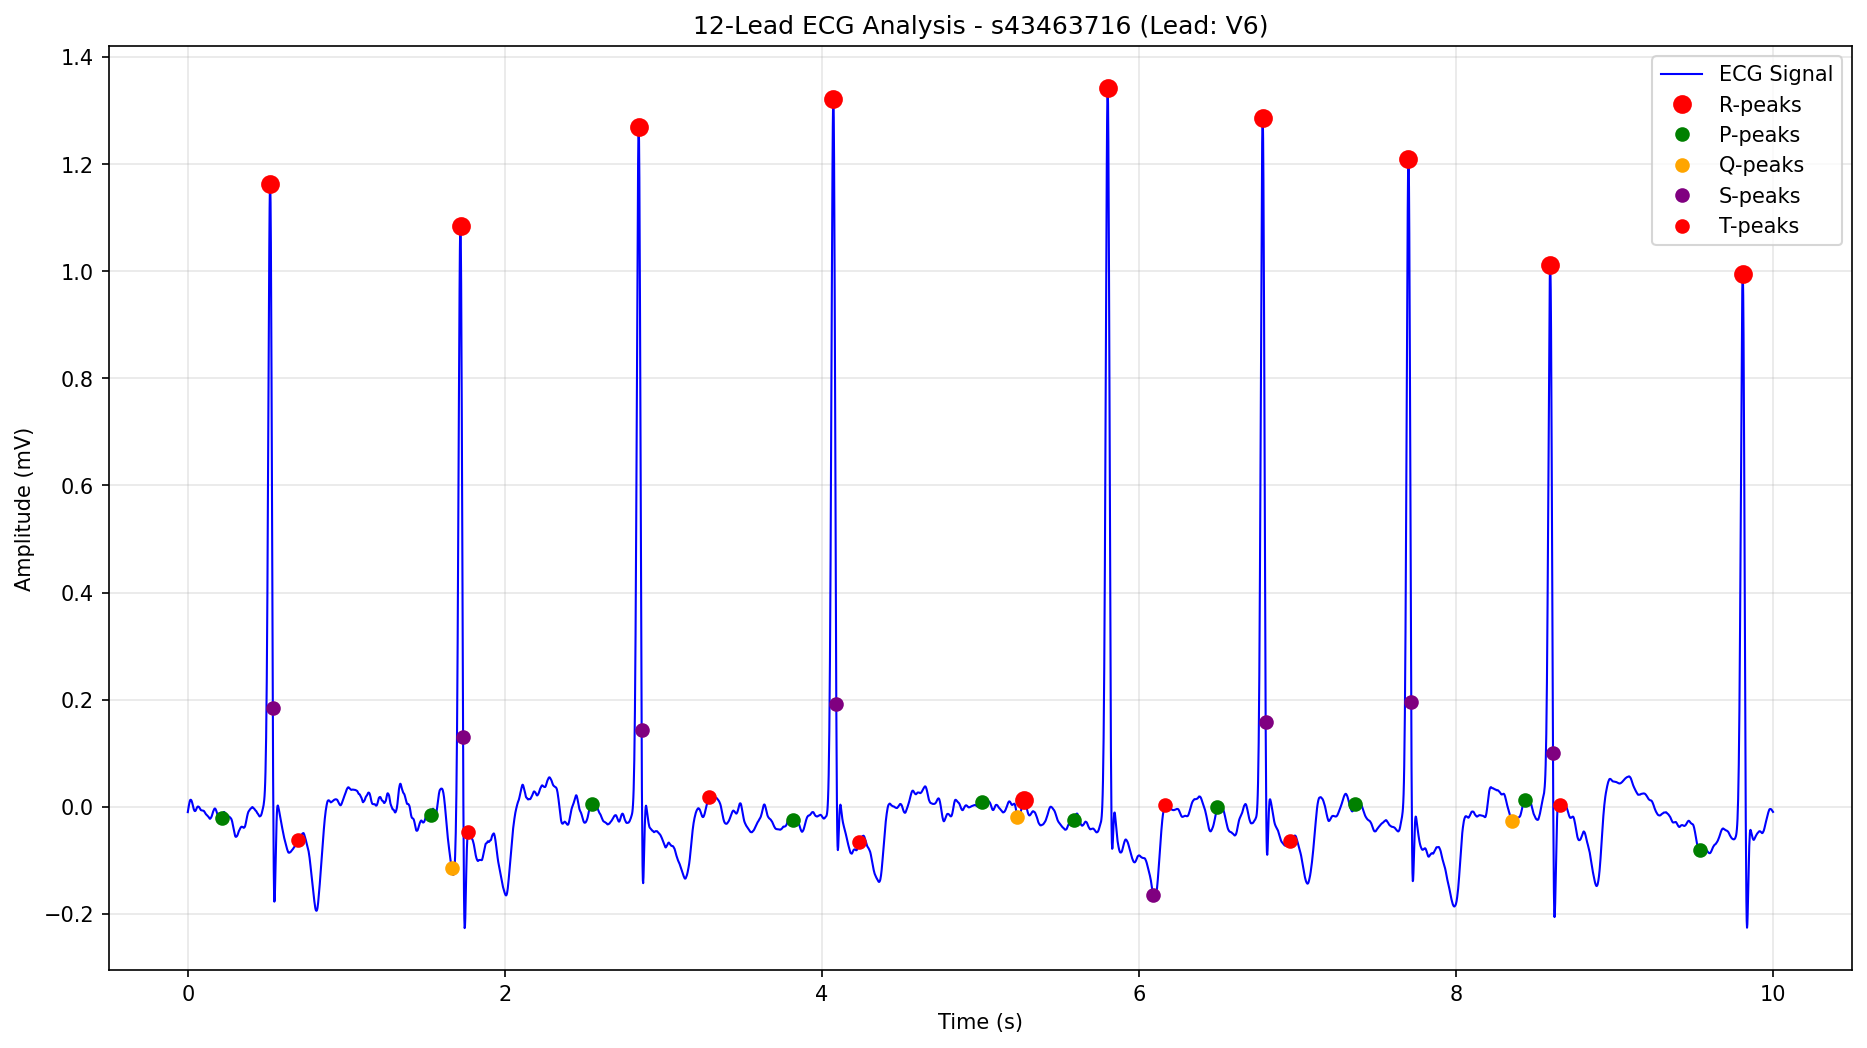 12-Lead ECG Analysis - s43463716 (Lead: V6)
ECG Signal
R-peaks
P-peaks
Q-peaks
S-peaks
T-peaks
Amplitude (mV)
1.4
1.2
1.0
0.8
0.6
0.4
0.2
0.0
−0.2
0 2 4 6 8 10
Time (s)